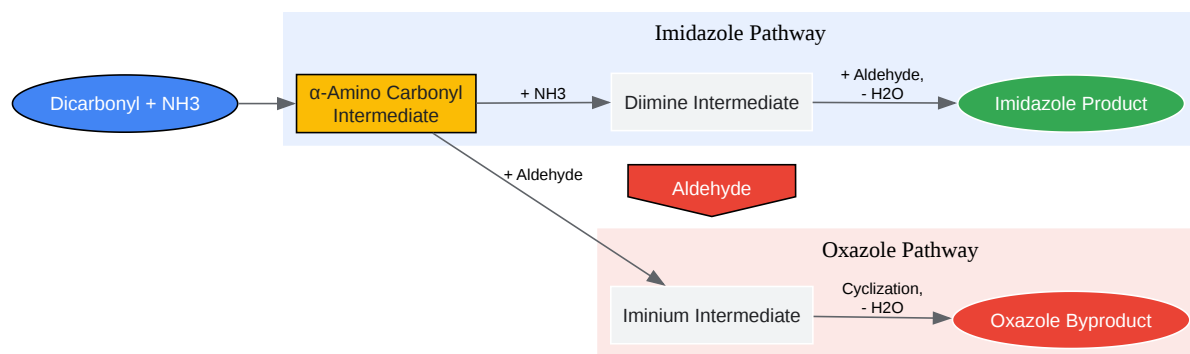 Imidazole Pathway
Dicarbonyl + NH3
α-Amino Carbonyl
Intermediate
+ NH3
Diimine Intermediate
+ Aldehyde,
- H2O
Imidazole Product
+ Aldehyde
Aldehyde
Oxazole Pathway
Iminium Intermediate
Cyclization,
- H2O
Oxazole Byproduct